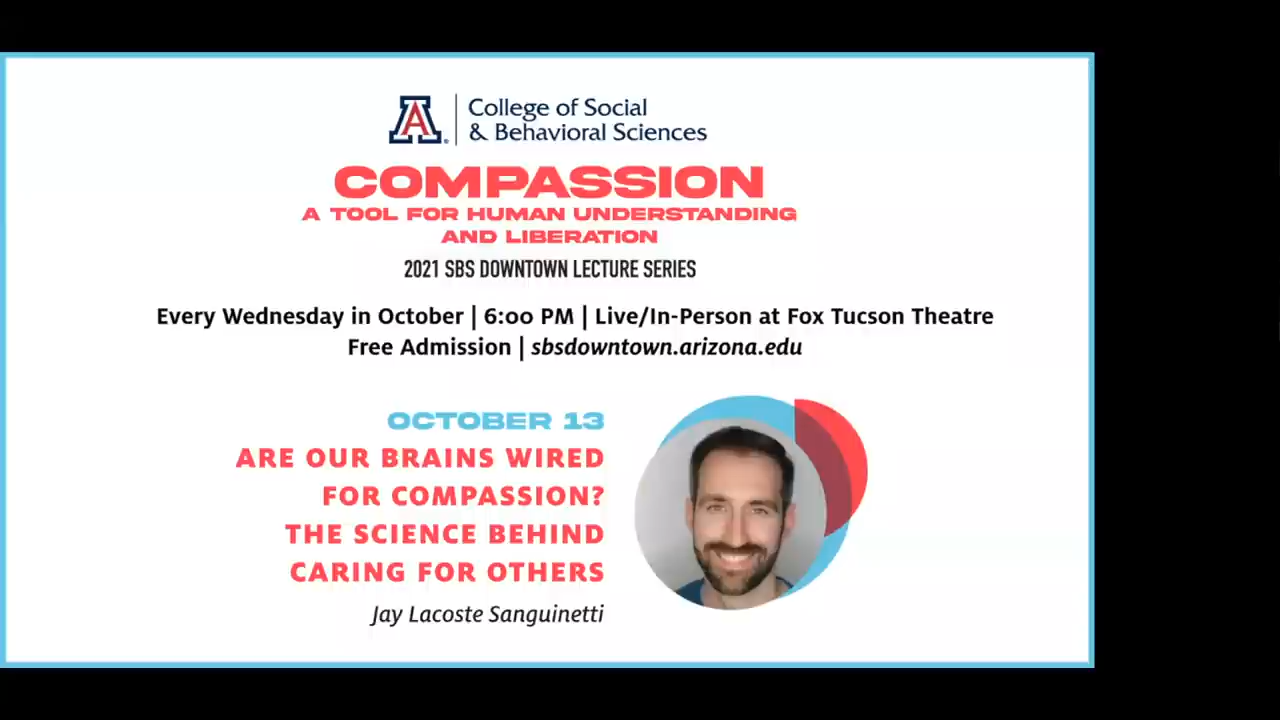 A
College of Social
& Behavioral Sciences
COMPASSION
A TOOL FOR HUMAN UNDERSTANDING
AND LIBERATION
2021 SBS DOWNTOWN LECTURE SERIES
Every Wednesday in October | 6:00 PM | Live/In-Person at Fox Tucson Theatre
Free Admission | sbsdowntown.arizona.edu
OCTOBER 13
ARE OUR BRAINS WIRED
FOR COMPASSION?
THE SCIENCE BEHIND
CARING FOR OTHERS
Jay Lacoste Sanguinetti